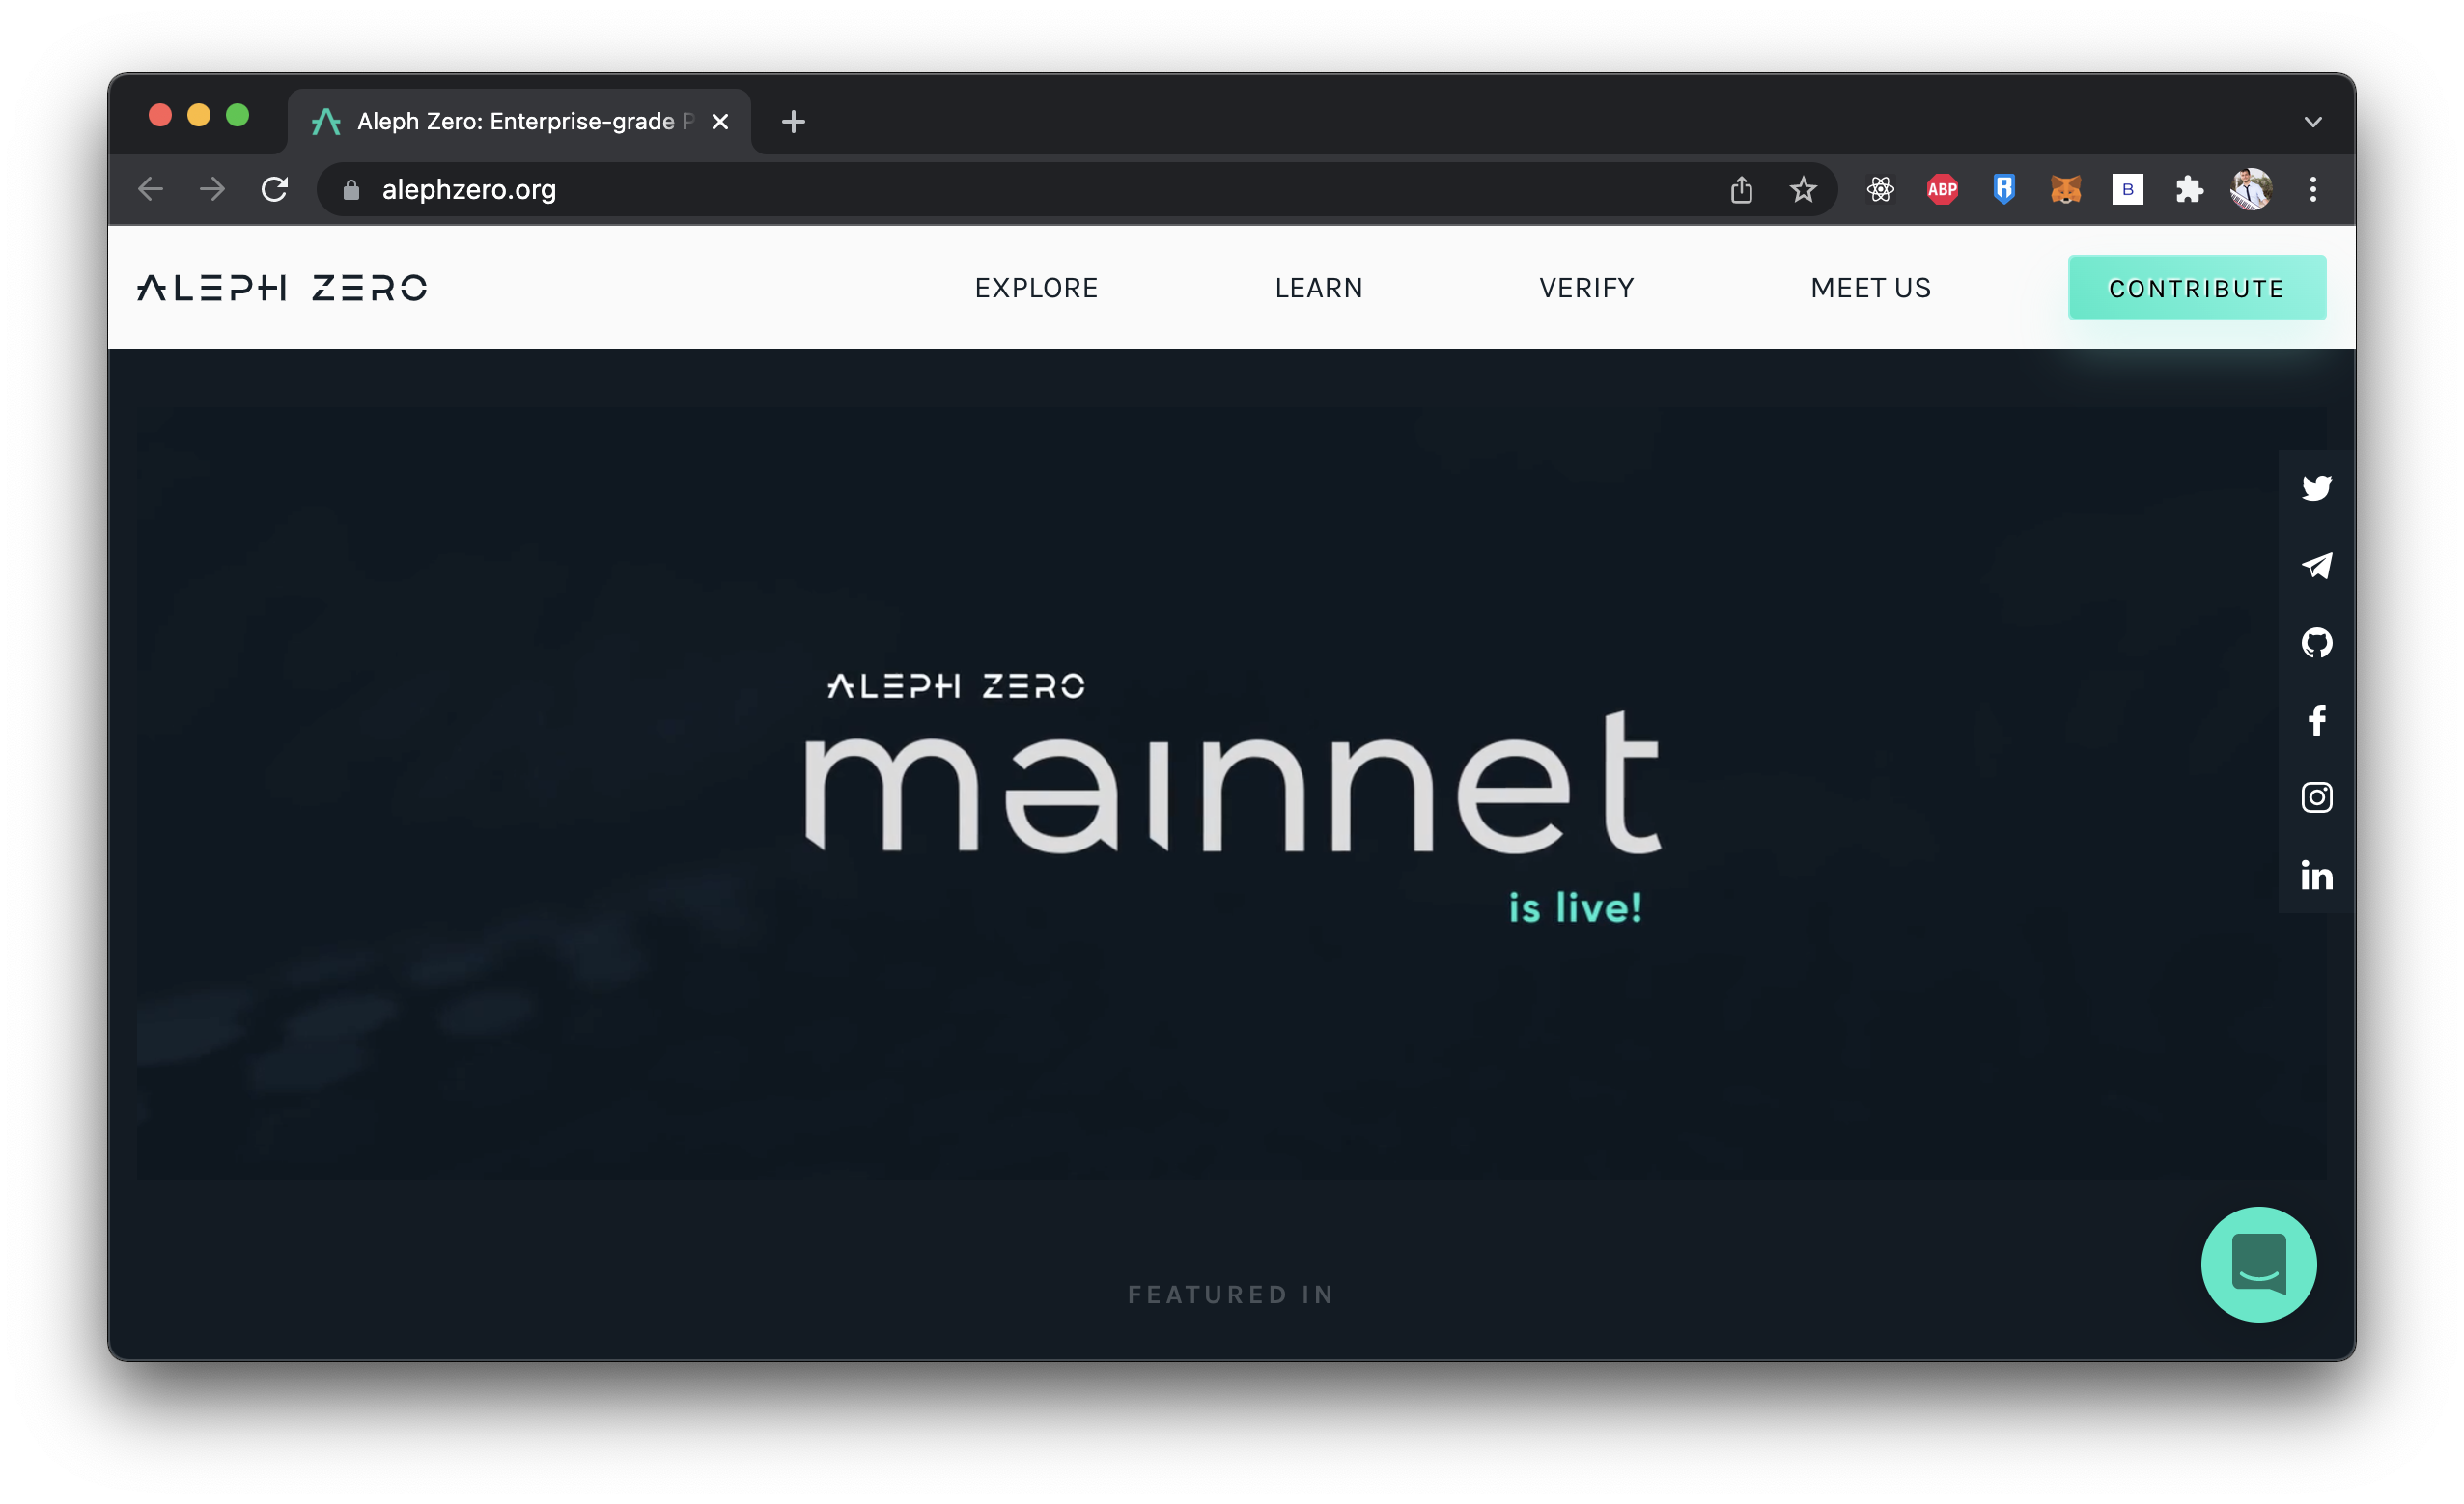 Aleph Zero: Enterprise-grade P
alephzero.org
ABP
B
ALEPH ZERO
EXPLORE
LEARN
VERIFY
MEET US
CONTRIBUTE
ALEPH ZERO
mainnet
is live!
FEATURED IN